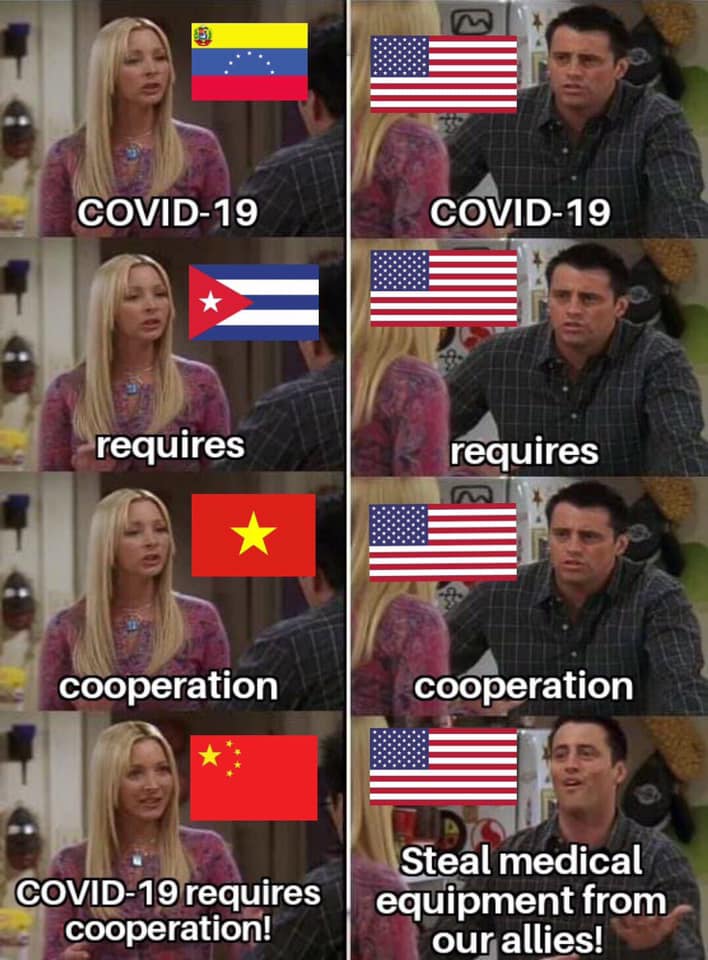 COVID-19
COVID-19
requires
requires
cooperation
cooperation
COVID-19 requires
cooperation!
Steal medical
equipment from
our allies!